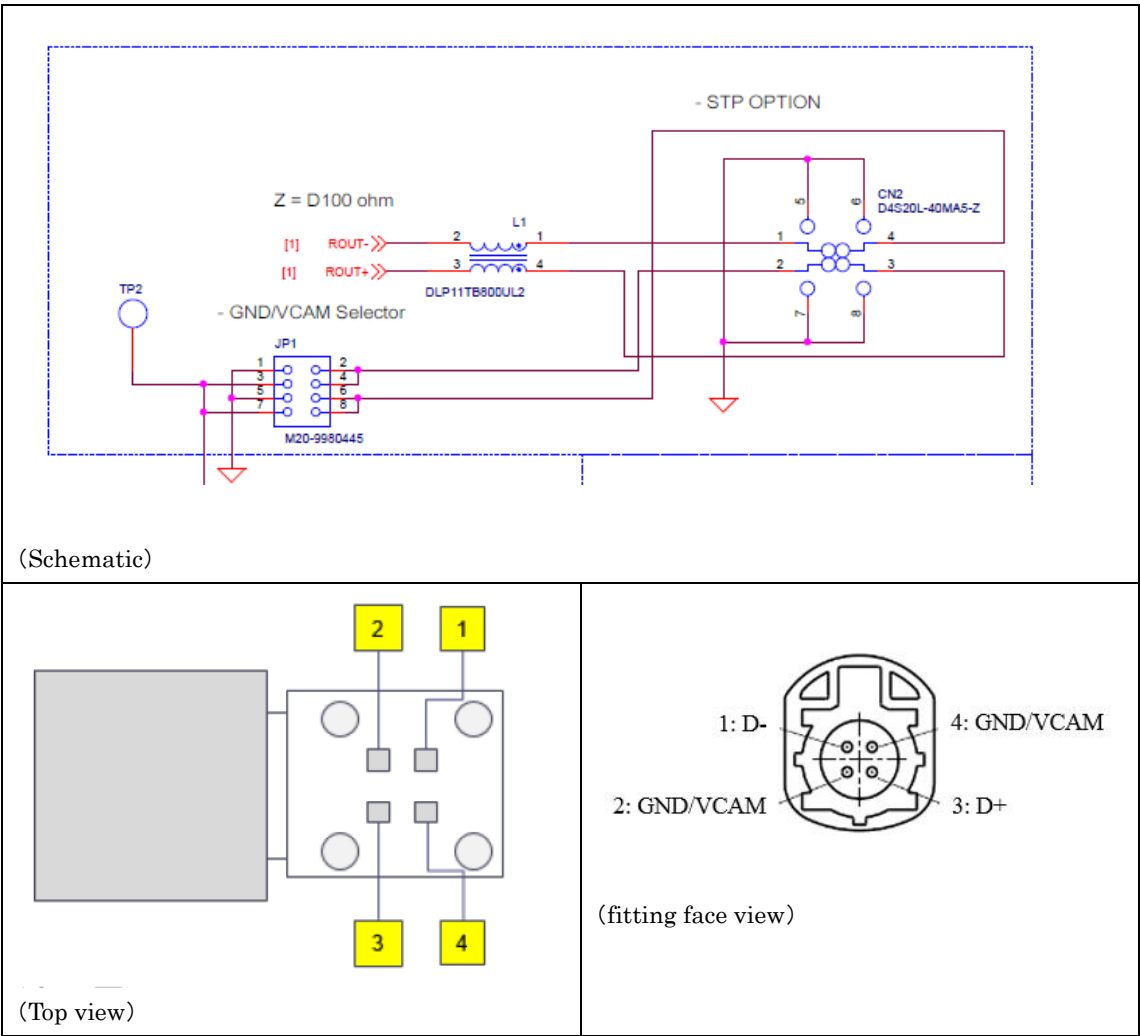 - STP OPTION
Z = D100 ohm
[1] ROUT-
[1] ROUT+
2
L1
1
3
4
DLP11TB800UL2
5
6
CN2
D4S20L-40MA5-Z
1
4
2
3
7
8
TP2
- GND/VCAM Selector
JP1
1 2
3 4
5 6
7 8
M20-9980445
(Schematic)
2 1
3 4
(Top view)
1: D-
4: GND/VCAM
2: GND/VCAM
3: D+
(fitting face view)